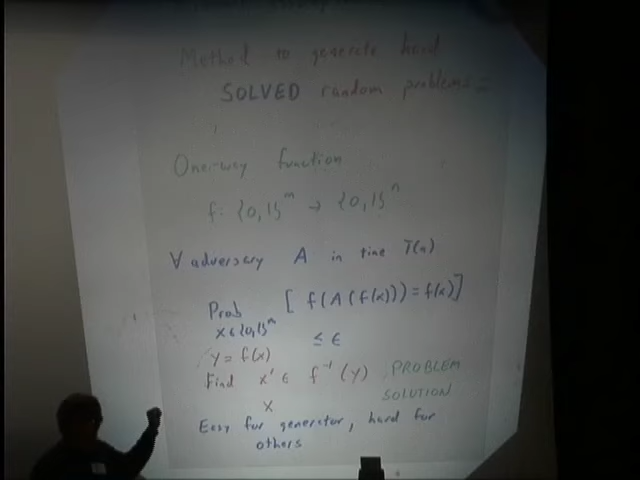 Method to generate hard
SOLVED random problems
One-way function
f: {0,1}^m → {0,1}^n
∀ adversary A in time T(n)
Prob [f(A(f(x)))=f(x)]
x∈{0,1}^m
≤ ε
y = f(x)
Find x' ∈ f^-1(y) PROBLEM
SOLUTION
x
Easy for generator, hard for
others